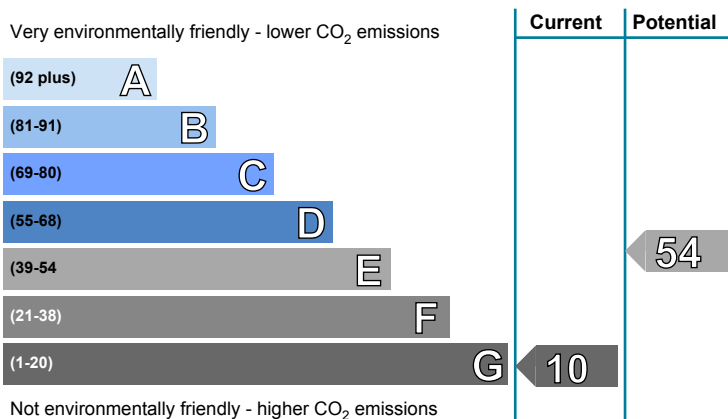 Current Potential
Very environmentally friendly - lower CO2 emissions
(92 plus) A
(81-91) B
(69-80) C
(55-68) D
54
(39-54 E
(21-38) F
(1-20) G 10
Not environmentally friendly - higher CO2 emissions